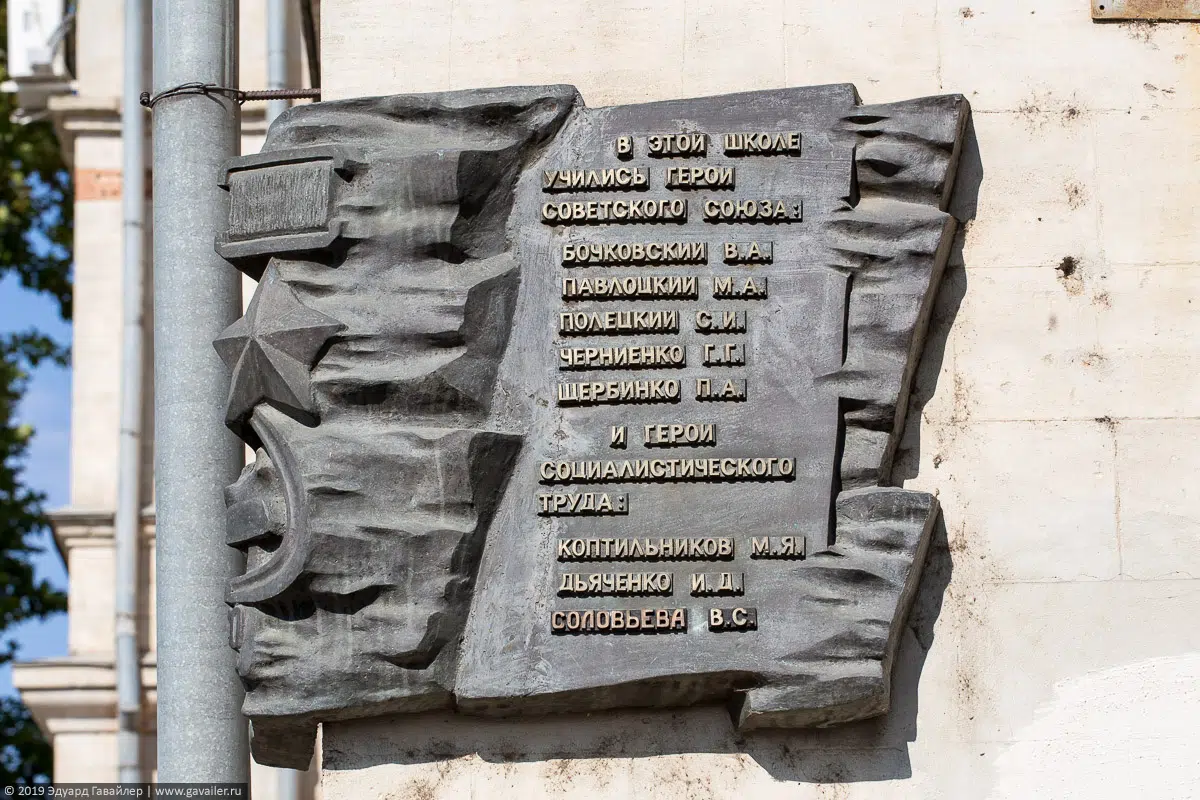 В ЭТОЙ ШКОЛЕ
УЧИЛИСЬ ГЕРОИ
СОВЕТСКОГО СОЮЗА:
БОЧКОВСКИЙ В.А.
ПАВЛОЦКИЙ М.А.
ПОЛЕЦКИЙ С.И.
ЧЕРНИЕНКО Г.Г.
ЩЕРБИНКО П.А.
И ГЕРОИ
СОЦИАЛИСТИЧЕСКОГО
ТРУДА:
КОПТИЛЬНИКОВ М.Я.
ДЬЯЧЕНКО И.Д.
СОЛОВЬЕВА В.С.
© 2019 Эдуард Гавайлер | www.gavailer.ru